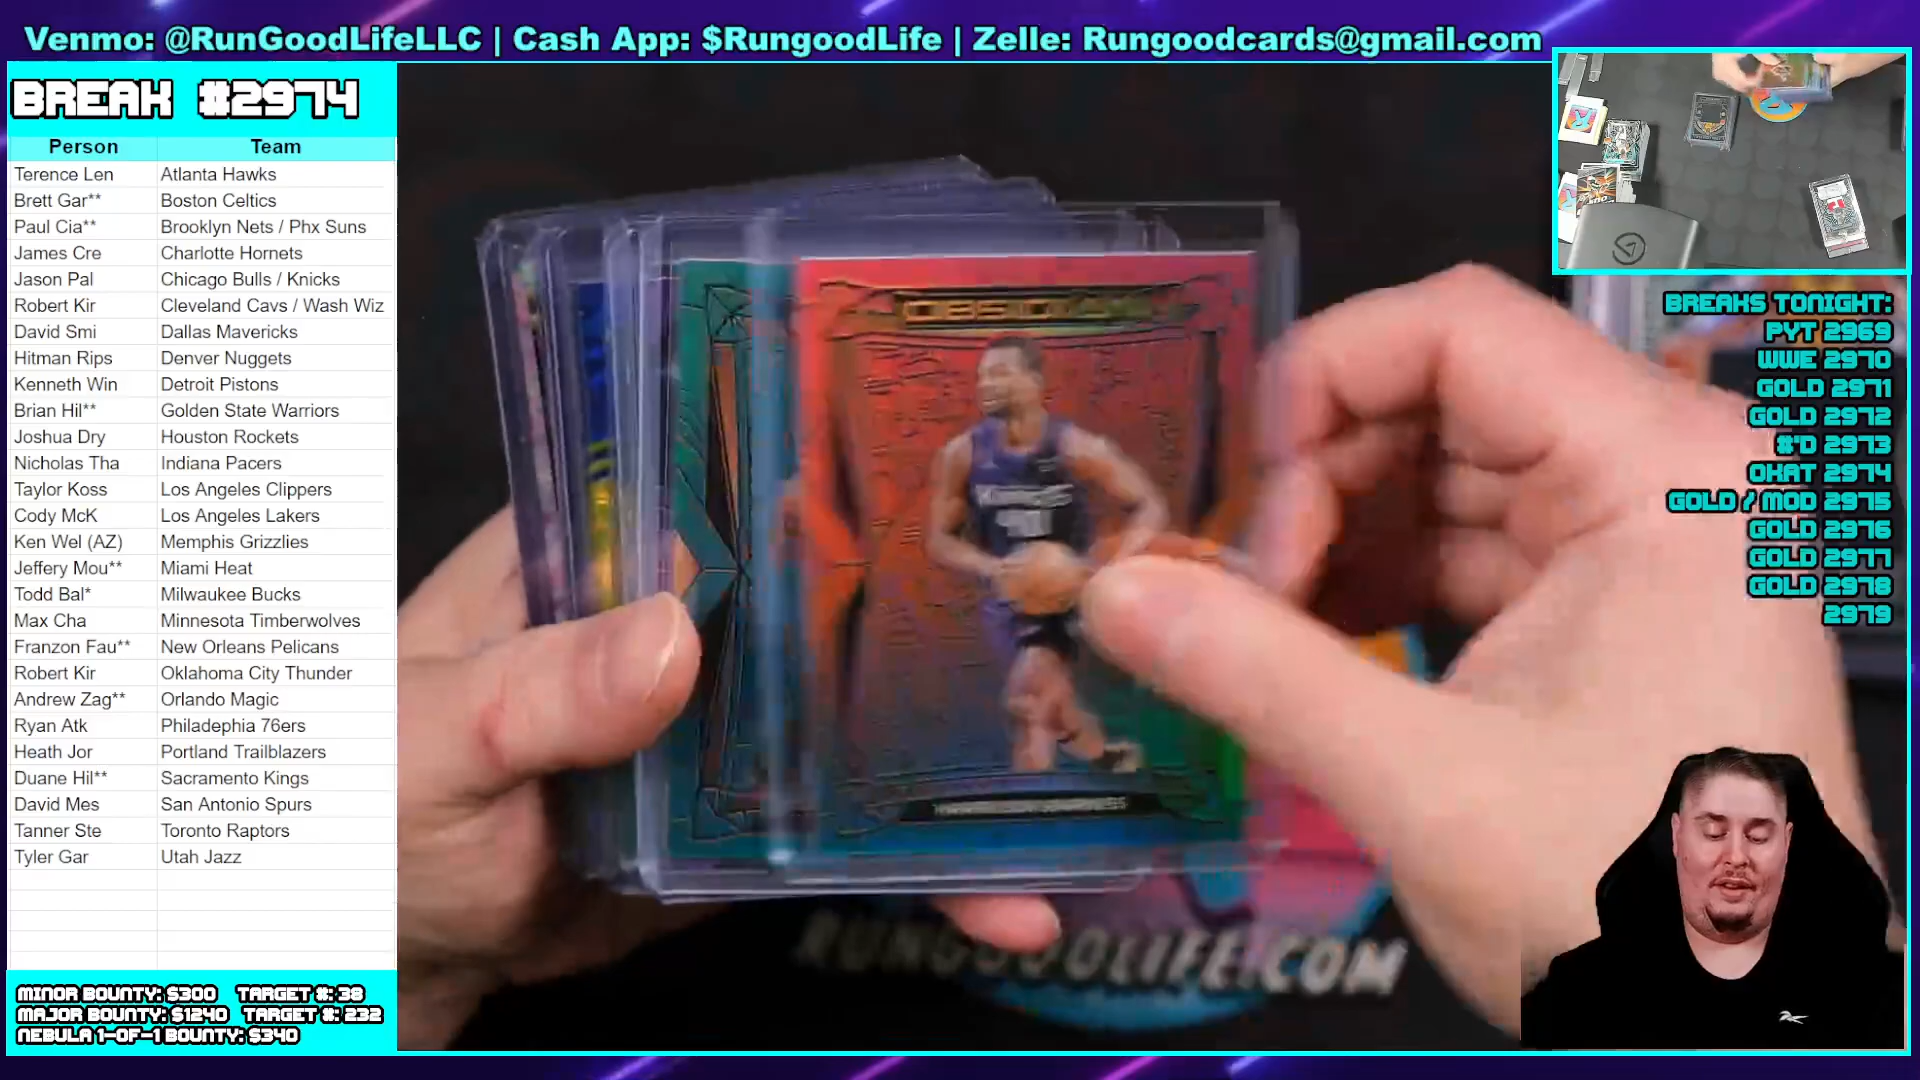 Venmo: @RunGoodLifeLLC | Cash App: $RungoodLife | Zelle: Rungoodcards@gmail.com
BREAK #2974
Person Team
Terence Len Atlanta Hawks
Brett Gar** Boston Celtics
Paul Cia** Brooklyn Nets / Phx Suns
James Cre Charlotte Hornets
Jason Pal Chicago Bulls / Knicks
Robert Kir Cleveland Cavs / Wash Wiz
David Smi Dallas Mavericks
Hitman Rips Denver Nuggets
Kenneth Win Detroit Pistons
Brian Hil** Golden State Warriors
Joshua Dry Houston Rockets
Nicholas Tha Indiana Pacers
Taylor Koss Los Angeles Clippers
Cody McK Los Angeles Lakers
Ken Wel (AZ) Memphis Grizzlies
Jeffery Mou** Miami Heat
Todd Bal* Milwaukee Bucks
Max Cha Minnesota Timberwolves
Franzon Fau** New Orleans Pelicans
Robert Kir Oklahoma City Thunder
Andrew Zag** Orlando Magic
Ryan Atk Philadephia 76ers
Heath Jor Portland Trailblazers
Duane Hil** Sacramento Kings
David Mes San Antonio Spurs
Tanner Ste Toronto Raptors
Tyler Gar Utah Jazz
MINOR BOUNTY: $300 TARGET #: 38
MAJOR BOUNTY: $1240 TARGET #: 232
NEBULA 1-OF-1 BOUNTY: $340
OBSIDIAN
RUNGOODLIFE.COM
BREAKS TONIGHT:
PYT 2969
WWE 2970
GOLD 2971
GOLD 2972
#'D 2973
OKAT 2974
GOLD / MOD 2975
GOLD 2976
GOLD 2977
GOLD 2978
2979